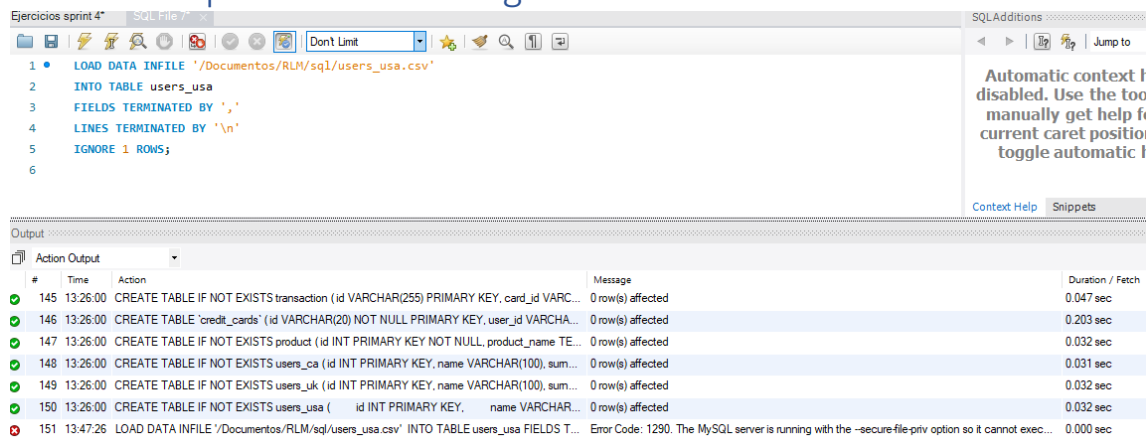 Ejercicios sprint 4*   SQL File 7*   SQLAdditions
Don't Limit   Jump to
1   LOAD DATA INFILE '/Documentos/RLM/sql/users_usa.csv'
2   INTO TABLE users_usa
3   FIELDS TERMINATED BY ','
4   LINES TERMINATED BY '\n'
5   IGNORE 1 ROWS;
6
Automatic context h
disabled. Use the too
manually get help f
current caret position
toggle automatic h
Context Help   Snippets
Output
Action Output
#   Time   Action   Message   Duration / Fetch
145   13:26:00   CREATE TABLE IF NOT EXISTS transaction ( id VARCHAR(255) PRIMARY KEY, card_id VARC...   0 row(s) affected   0.047 sec
146   13:26:00   CREATE TABLE `credit_cards` ( id VARCHAR(20) NOT NULL PRIMARY KEY, user_id VARCHA...   0 row(s) affected   0.203 sec
147   13:26:00   CREATE TABLE IF NOT EXISTS product ( id INT PRIMARY KEY NOT NULL, product_name TE...   0 row(s) affected   0.032 sec
148   13:26:00   CREATE TABLE IF NOT EXISTS users_ca ( id INT PRIMARY KEY, name VARCHAR(100), surn...   0 row(s) affected   0.031 sec
149   13:26:00   CREATE TABLE IF NOT EXISTS users_uk ( id INT PRIMARY KEY, name VARCHAR(100), surn...   0 row(s) affected   0.032 sec
150   13:26:00   CREATE TABLE IF NOT EXISTS users_usa (   id INT PRIMARY KEY,   name VARCHAR...   0 row(s) affected   0.032 sec
151   13:47:26   LOAD DATA INFILE '/Documentos/RLM/sql/users_usa.csv' INTO TABLE users_usa FIELDS T...   Error Code: 1290. The MySQL server is running with the --secure-file-priv option so it cannot exec...   0.000 sec